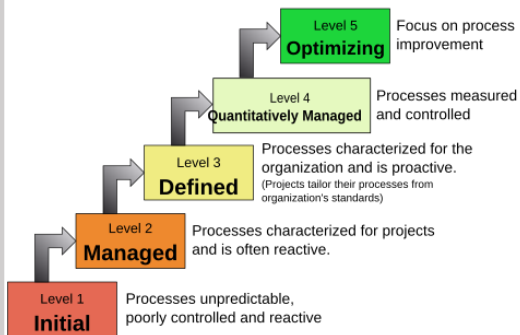 Level 5
Optimizing
Focus on process
improvement
Level 4
Quantitatively Managed
Processes measured
and controlled
Level 3
Defined
Processes characterized for the
organization and is proactive.
(Projects tailor their processes from
organization's standards)
Level 2
Managed
Processes characterized for projects
and is often reactive.
Level 1
Initial
Processes unpredictable,
poorly controlled and reactive